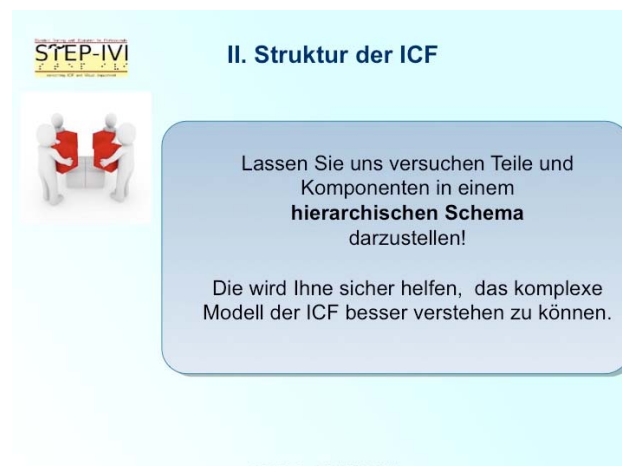 STEP-IVI
II. Struktur der ICF
Lassen Sie uns versuchen Teile und
Komponenten in einem
hierarchischen Schema
darzustellen!
Die wird Ihne sicher helfen, das komplexe
Modell der ICF besser verstehen zu können.